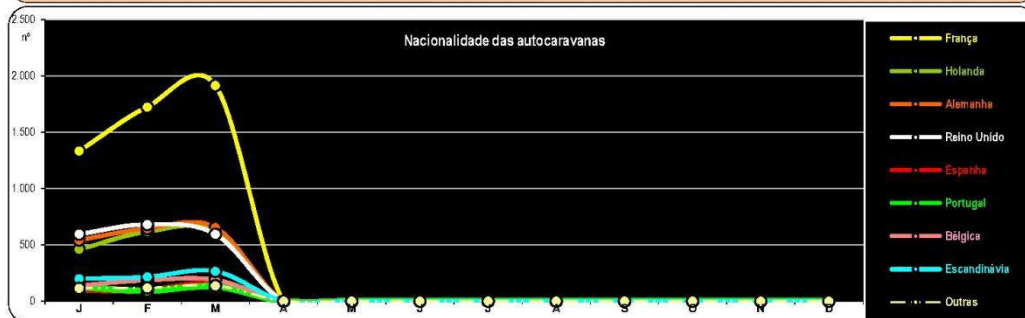 2.500
nº
Nacionalidade das autocaravanas
2.000
1.500
1.000
500
0
J F M A M J J A S O N D
França
Holanda
Alemanha
Reino Unido
Espanha
Portugal
Bélgica
Escandinávia
Outras